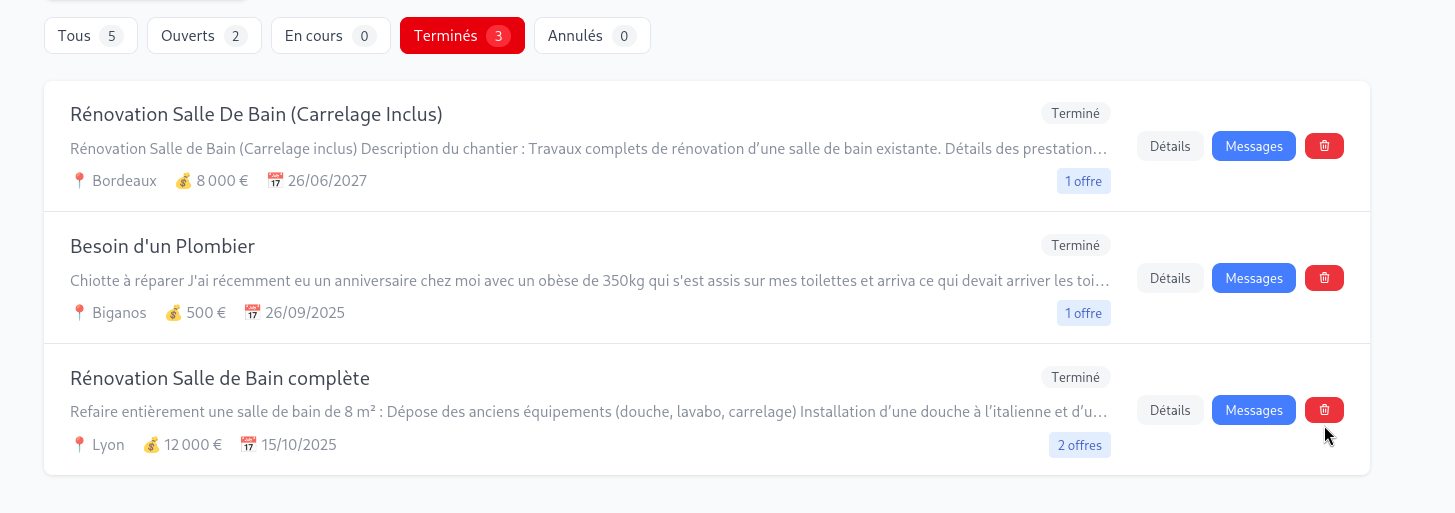 Tous 5 Ouverts 2 En cours 0 Terminés 3 Annulés 0
Rénovation Salle De Bain (Carrelage Inclus) Terminé
Rénovation Salle de Bain (Carrelage inclus) Description du chantier : Travaux complets de rénovation d’une salle de bain existante. Détails des prestation... Détails Messages
📍 Bordeaux 💰 8 000 € 📅 26/06/2027 1 offre
Besoin d'un Plombier Terminé
Chiotte à réparer J'ai récemment eu un anniversaire chez moi avec un obèse de 350kg qui s'est assis sur mes toilettes et arriva ce qui devait arriver les toi... Détails Messages
📍 Biganos 💰 500 € 📅 26/09/2025 1 offre
Rénovation Salle de Bain complète Terminé
Refaire entièrement une salle de bain de 8 m² : Dépose des anciens équipements (douche, lavabo, carrelage) Installation d’une douche à l’italienne et d’u... Détails Messages
📍 Lyon 💰 12 000 € 📅 15/10/2025 2 offres